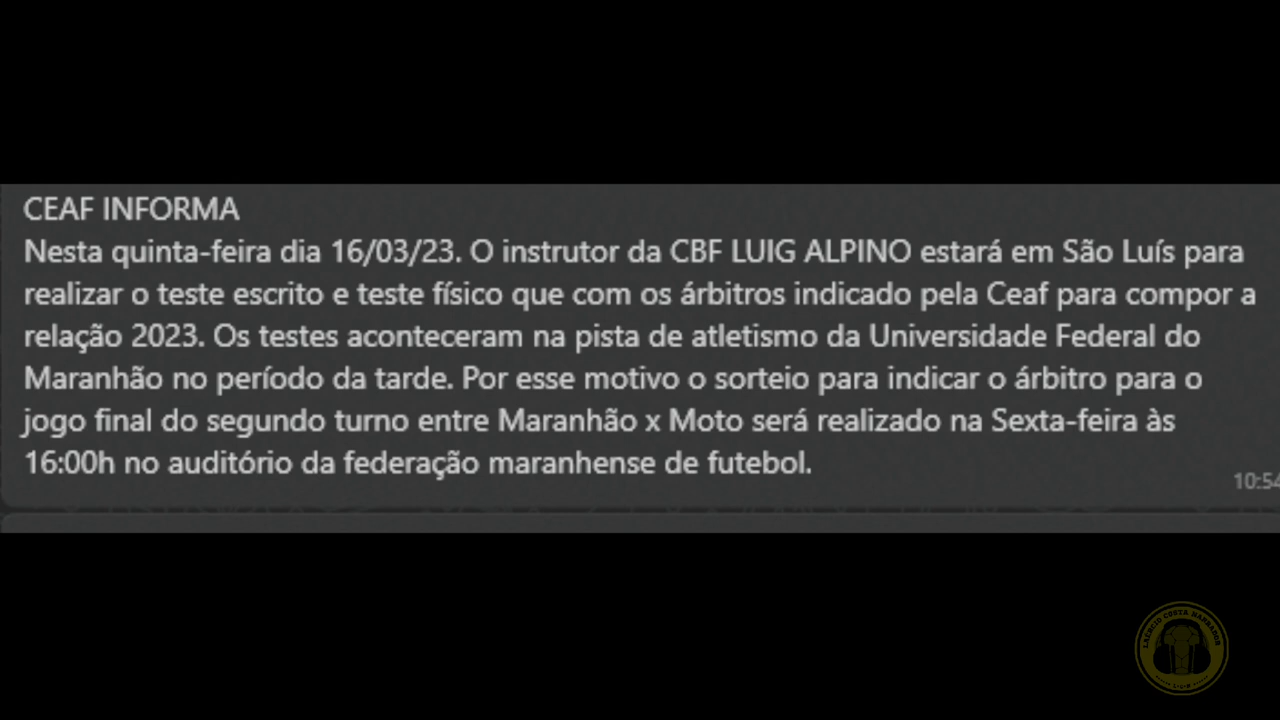 CEAF INFORMA
Nesta quinta-feira dia 16/03/23. O instrutor da CBF LUIG ALPINO estará em São Luís para
realizar o teste escrito e teste físico que com os árbitros indicado pela Ceaf para compor a
relação 2023. Os testes aconteceram na pista de atletismo da Universidade Federal do
Maranhão no período da tarde. Por esse motivo o sorteio para indicar o árbitro para o
jogo final do segundo turno entre Maranhão x Moto será realizado na Sexta-feira às
16:00h no auditório da federação maranhense de futebol.
10:54
LAÉRCIO COSTA NARRADOR